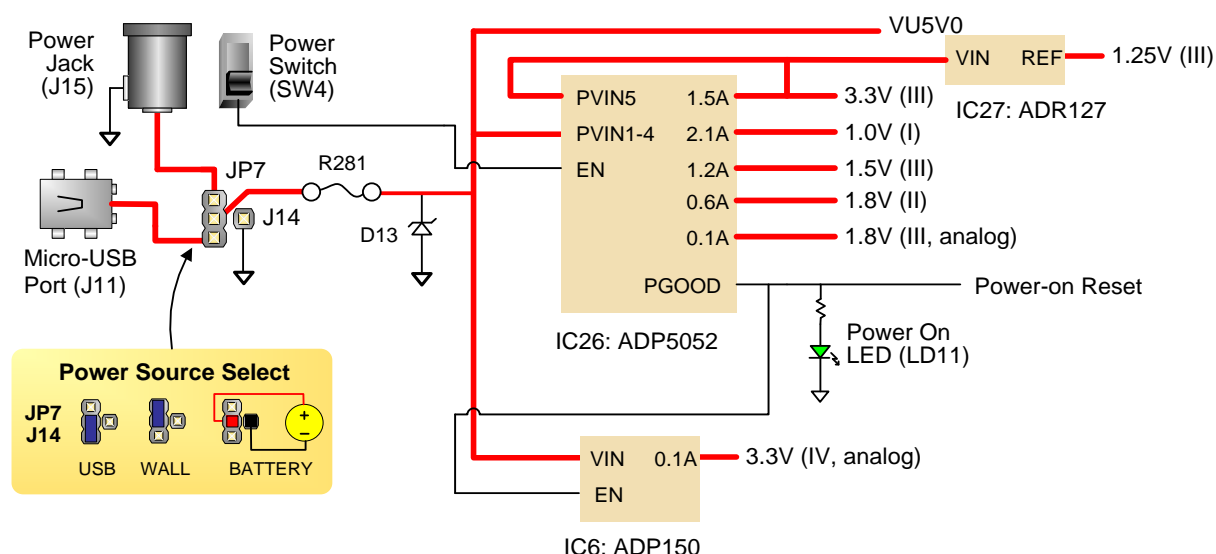 Power
Jack
(J15)
Power
Switch
(SW4)
VU5V0
VIN REF
1.25V (III)
IC27: ADR127
PVIN5 1.5A
3.3V (III)
PVIN1-4 2.1A
1.0V (I)
EN 1.2A
1.5V (III)
0.6A
1.8V (II)
0.1A
1.8V (III, analog)
PGOOD
Power-on Reset
IC26: ADP5052
JP7
J14
R281
D13
Micro-USB
Port (J11)
Power On
LED (LD11)
Power Source Select
JP7
J14
+
−
USB WALL BATTERY
VIN 0.1A
3.3V (IV, analog)
EN
IC6: ADP150